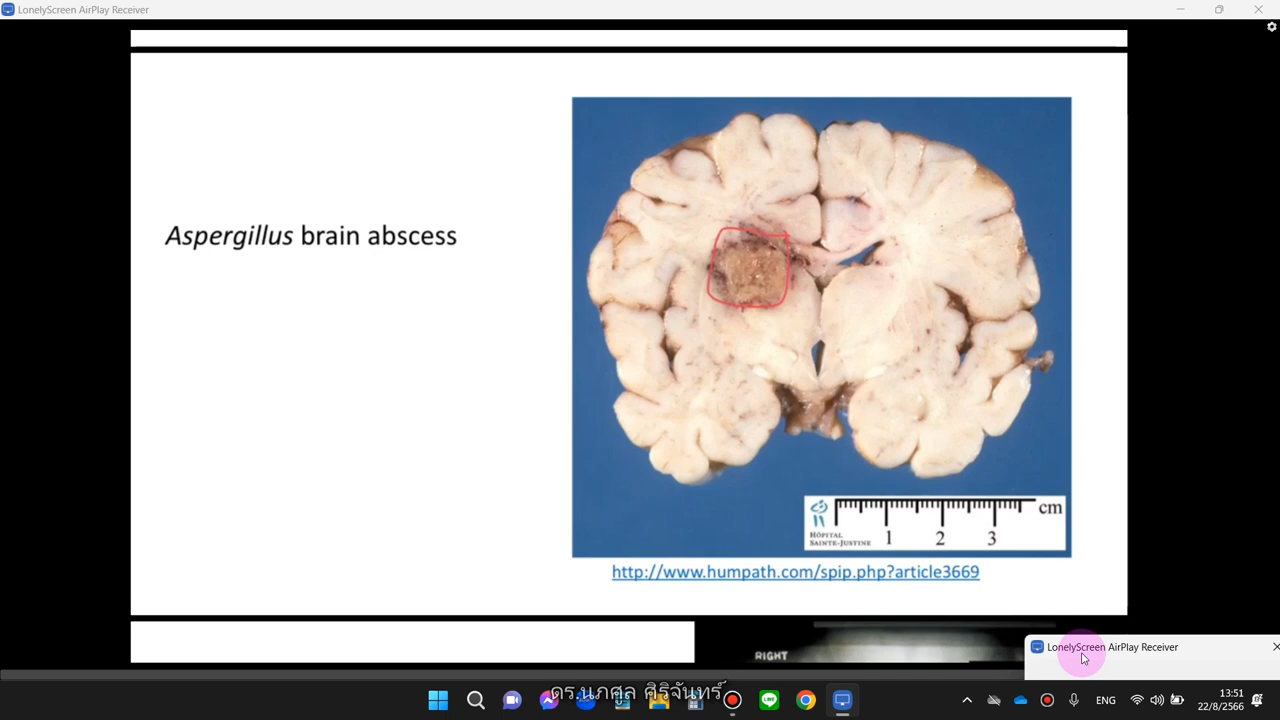 LonelyScreen AirPlay Receiver
Aspergillus brain abscess
cm
HÔPITAL
SAINTE-JUSTINE
1 2 3
http://www.humpath.com/spip.php?article3669
RIGHT
LonelyScreen AirPlay Receiver
ดร.นภศูล ศิริจันทร์
ENG
13:51
22/8/2566